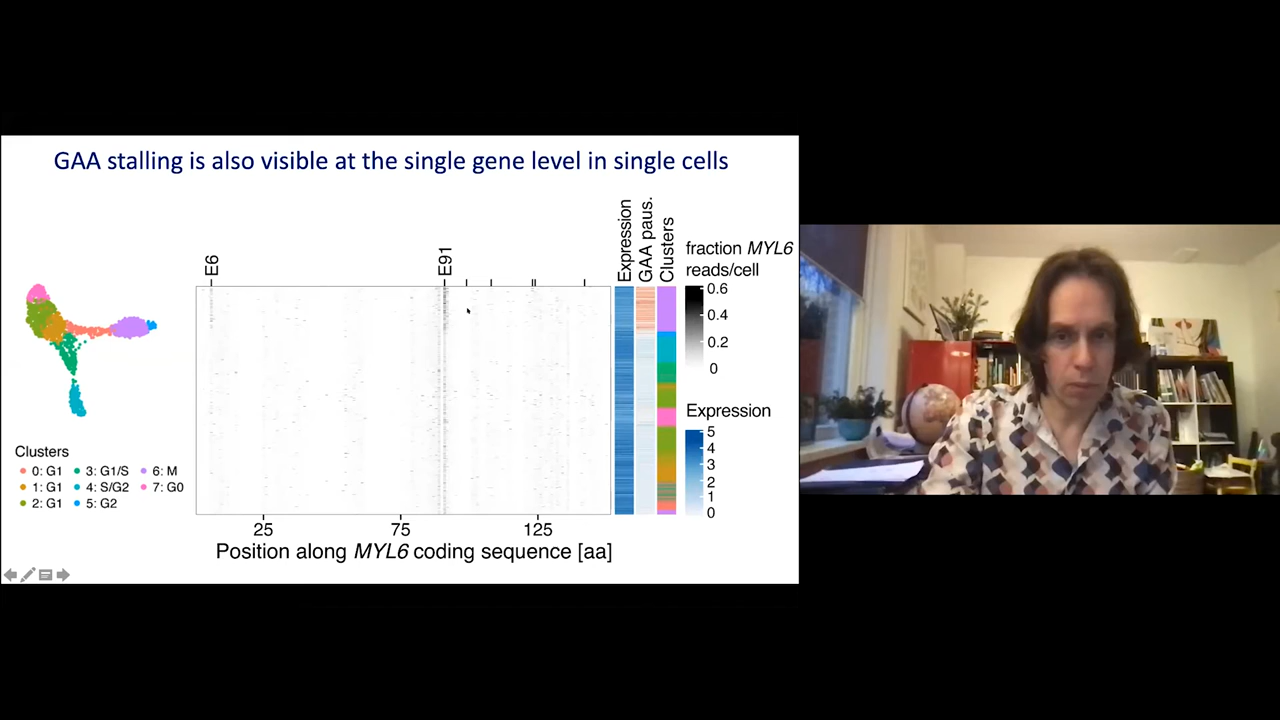 GAA stalling is also visible at the single gene level in single cells
E6
E91
Expression
GAA paus.
Clusters
fraction MYL6
reads/cell
0.6
0.4
0.2
0
Expression
5
4
3
2
1
0
Clusters
0: G1
3: G1/S
6: M
1: G1
4: S/G2
7: G0
2: G1
5: G2
25
75
125
Position along MYL6 coding sequence [aa]